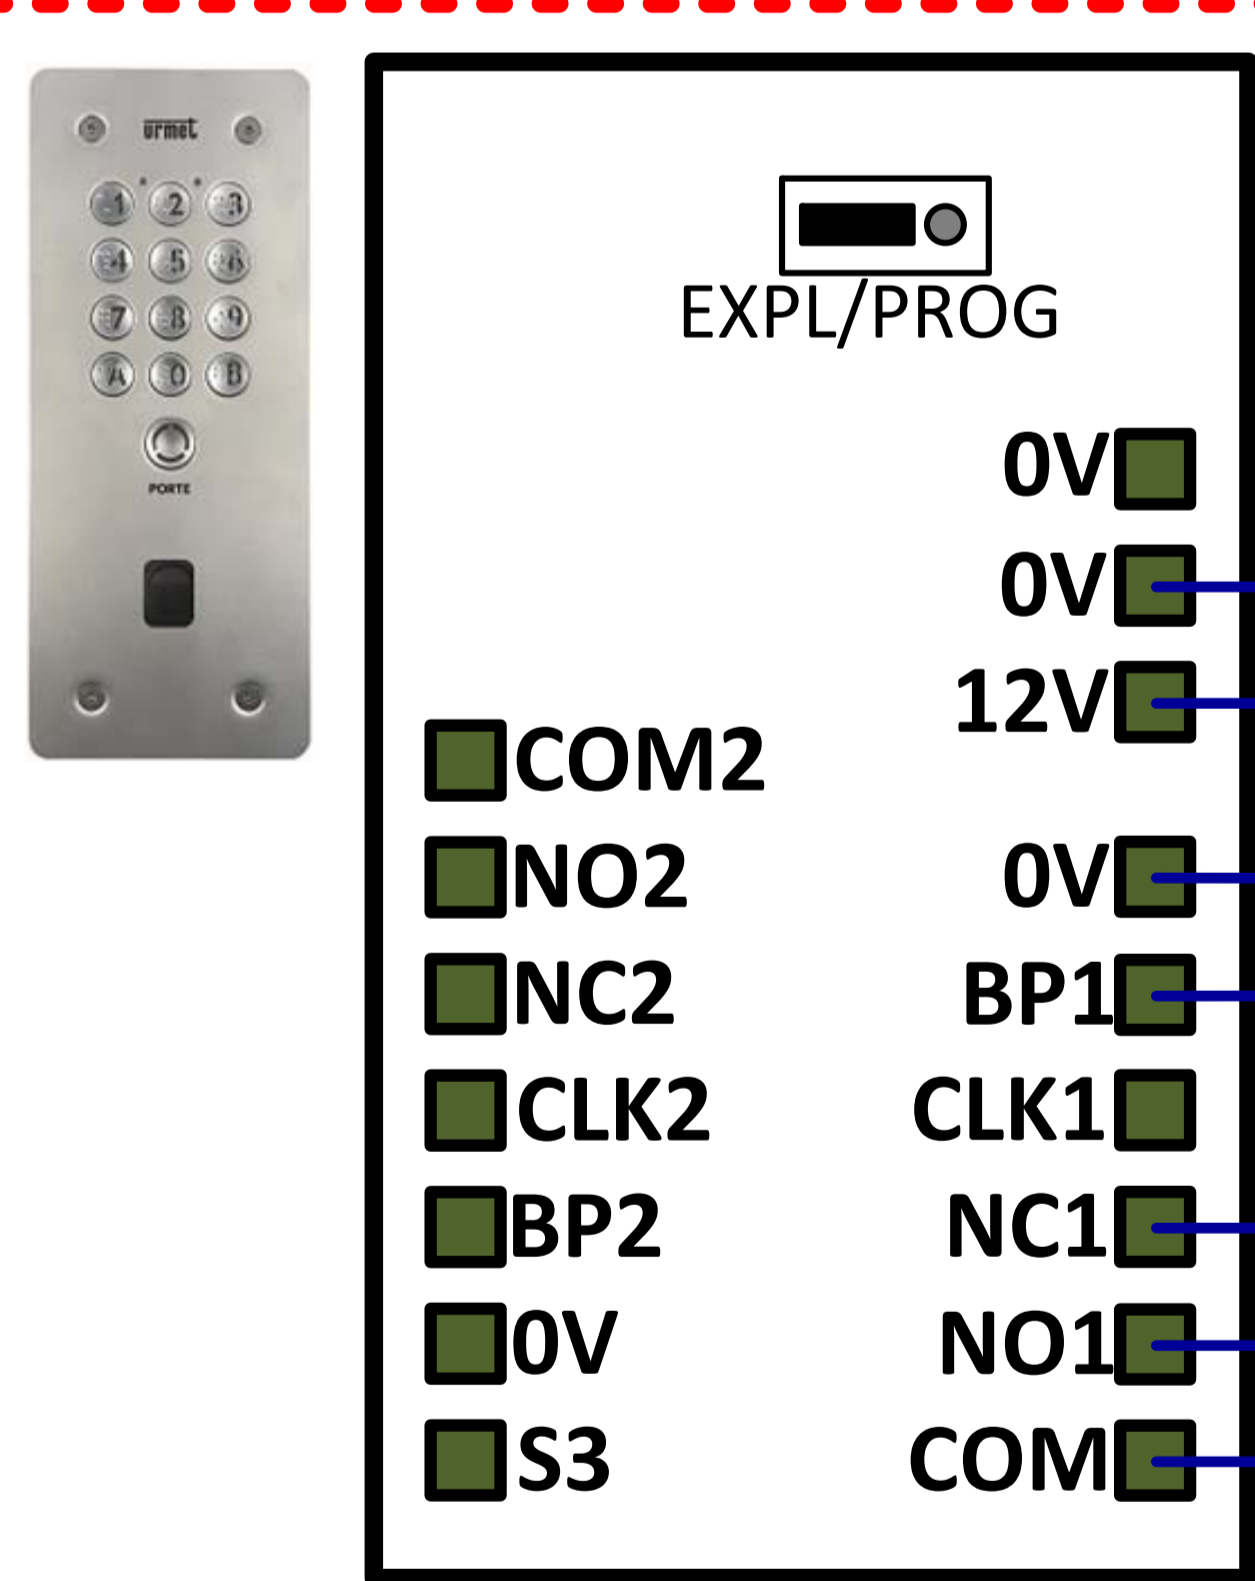 urmet
1 2 3
4 5 6
7 8 9
A 0 B
PORTE
EXPL/PROG
0V
0V
12V
COM2
NO2 0V
NC2 BP1
CLK2 CLK1
BP2 NC1
0V NO1
S3 COM